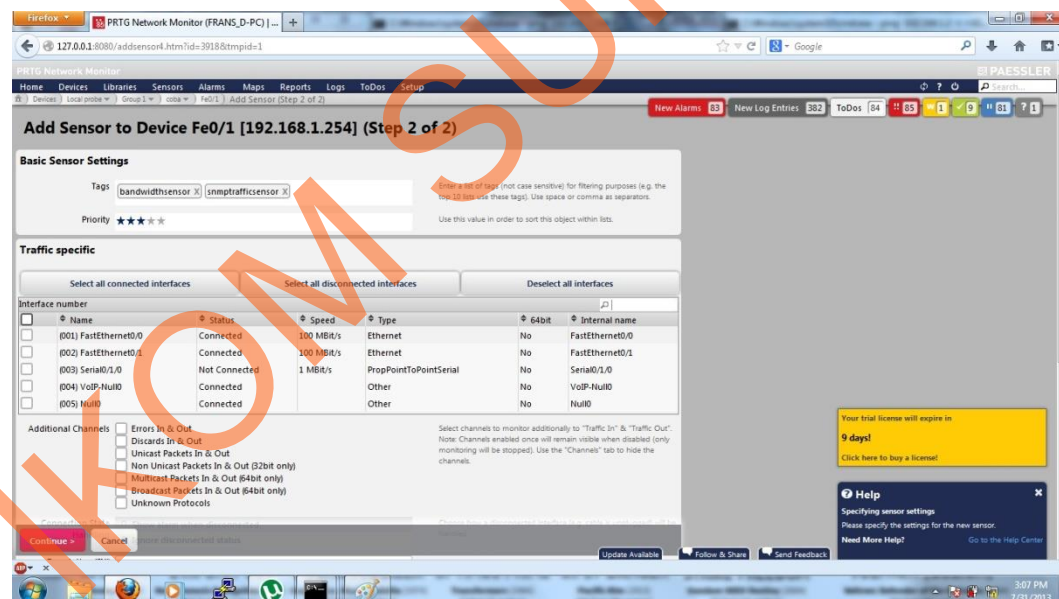 Firefox
PRTG Network Monitor (FRANS_D-PC) | ...
127.0.0.1:8080/addsensor4.htm?id=3918&tmpid=1
Google
PRTG Network Monitor
PAESSLER
Home Devices Libraries Sensors Alarms Maps Reports Logs ToDos Setup
Search...
Devices Local probe Group 1 coba Fe0/1 Add Sensor (Step 2 of 2)
New Alarms 83 New Log Entries 382 ToDos 84 !! 85 1 9 81 ? 1
Add Sensor to Device Fe0/1 [192.168.1.254] (Step 2 of 2)
Basic Sensor Settings
Tags bandwidthsensor X snmptrafficsensor X
Enter a list of tags (not case sensitive) for filtering purposes (e.g. the
top 10 lists use these tags). Use space or comma as separators.
Priority
Use this value in order to sort this object within lists.
Traffic specific
Select all connected interfaces Select all disconnected interfaces Deselect all interfaces
Interface number
Name Status Speed Type 64bit Internal name
(001) FastEthernet0/0 Connected 100 MBit/s Ethernet No FastEthernet0/0
(002) FastEthernet0/1 Connected 100 MBit/s Ethernet No FastEthernet0/1
(003) Serial0/1/0 Not Connected 1 MBit/s PropPointToPointSerial No Serial0/1/0
(004) VoIP-Null0 Connected Other No VoIP-Null0
(005) Null0 Connected Other No Null0
Additional Channels
Errors In & Out
Discards In & Out
Unicast Packets In & Out
Non Unicast Packets In & Out (32bit only)
Multicast Packets In & Out (64bit only)
Broadcast Packets In & Out (64bit only)
Unknown Protocols
Select channels to monitor additionally to "Traffic In" & "Traffic Out".
Note: Channels enabled once will remain visible when disabled (only
monitoring will be stopped). Use the "Channels" tab to hide the
channels.
Your trial license will expire in
9 days!
Click here to buy a license!
Help
Specifying sensor settings
Please specify the settings for the new sensor.
Need More Help? Go to the Help Center
Continue > Cancel
Ignore disconnected status
Update Available Follow & Share Send Feedback
ABP
3:07 PM
IKOM SU